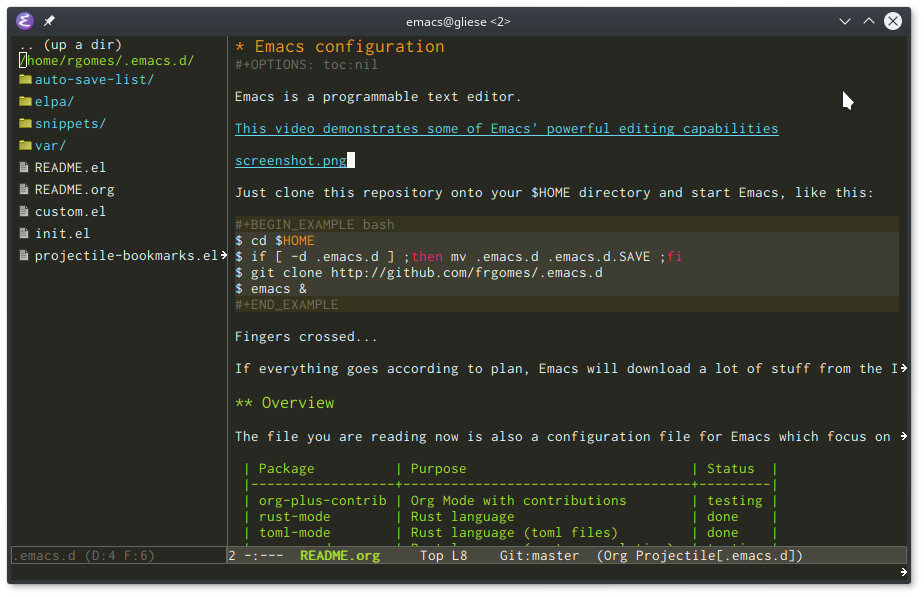 emacs@gliese <2>
.. (up a dir)
/home/rgomes/.emacs.d/
auto-save-list/
elpa/
snippets/
var/
README.el
README.org
custom.el
init.el
projectile-bookmarks.el
.emacs.d (D:4 F:6)
* Emacs configuration
#+OPTIONS: toc:nil
Emacs is a programmable text editor.
This video demonstrates some of Emacs' powerful editing capabilities
screenshot.png
Just clone this repository onto your $HOME directory and start Emacs, like this:
#+BEGIN_EXAMPLE bash
$ cd $HOME
$ if [ -d .emacs.d ] ;then mv .emacs.d .emacs.d.SAVE ;fi
$ git clone http://github.com/frgomes/.emacs.d
$ emacs &
#+END_EXAMPLE
Fingers crossed...
If everything goes according to plan, Emacs will download a lot of stuff from the I
** Overview
The file you are reading now is also a configuration file for Emacs which focus on
| Package | Purpose | Status |
|------------------+-----------------------------------+---------|
| org-plus-contrib | Org Mode with contributions | testing |
| rust-mode | Rust language | done |
| toml-mode | Rust language (toml files) | done |
2 -:--- README.org Top L8 Git:master (Org Projectile[.emacs.d])